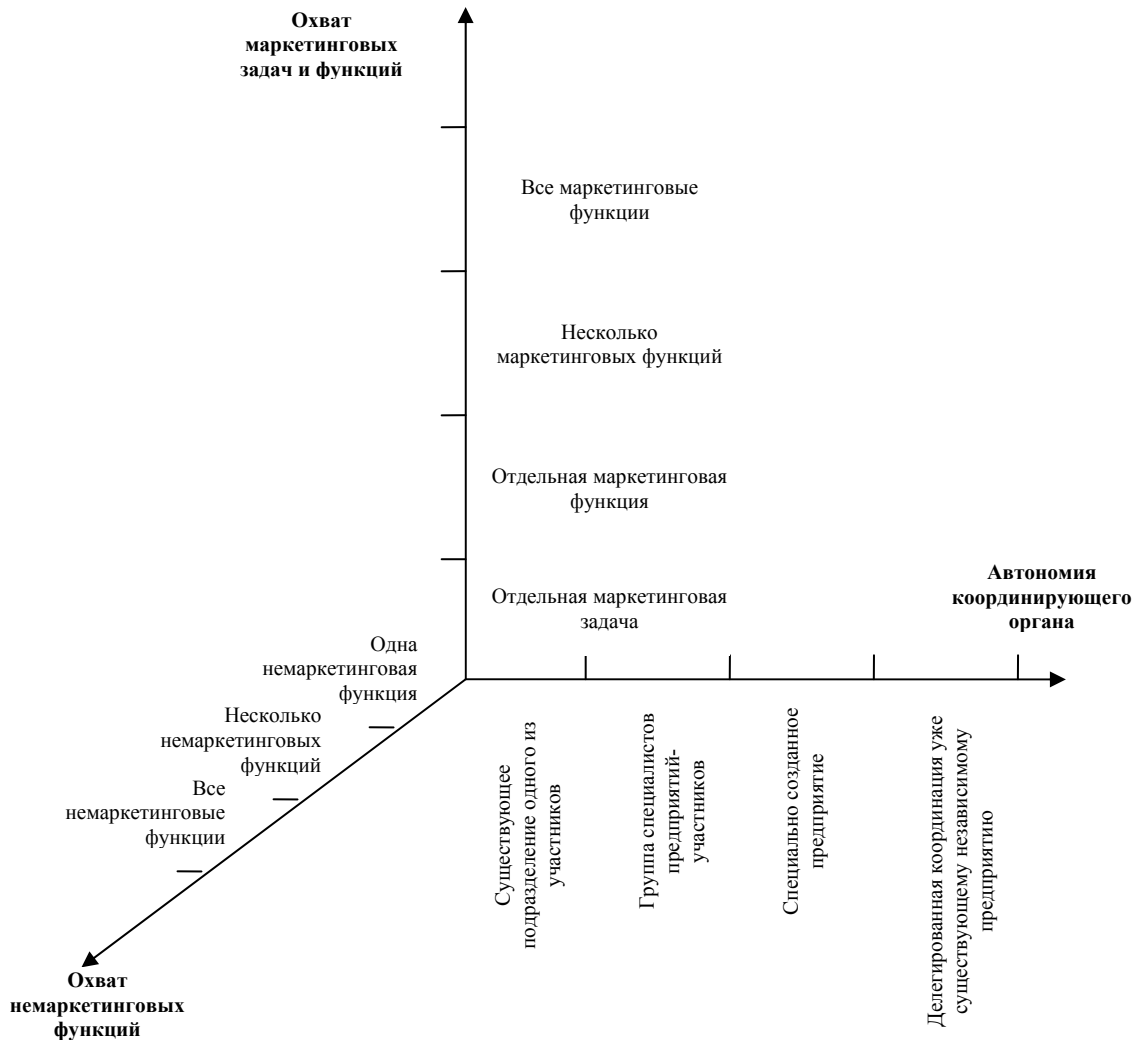 Охват
маркетинговых
задач и функций
Все маркетинговые
функции
Несколько
маркетинговых функций
Отдельная маркетинговая
функция
Отдельная маркетинговая
задача
Автономия
координирующего
органа
Одна
немаркетинговая
функция
Несколько
немаркетинговых
функций
Все
немаркетинговые
функции
Охват
немаркетинговых
функций
Существующее
подразделение одного из
участников
Группа специалистов
предприятий-
участников
Специально созданное
предприятие
Делегированная координация уже
существующему независимому
предприятию